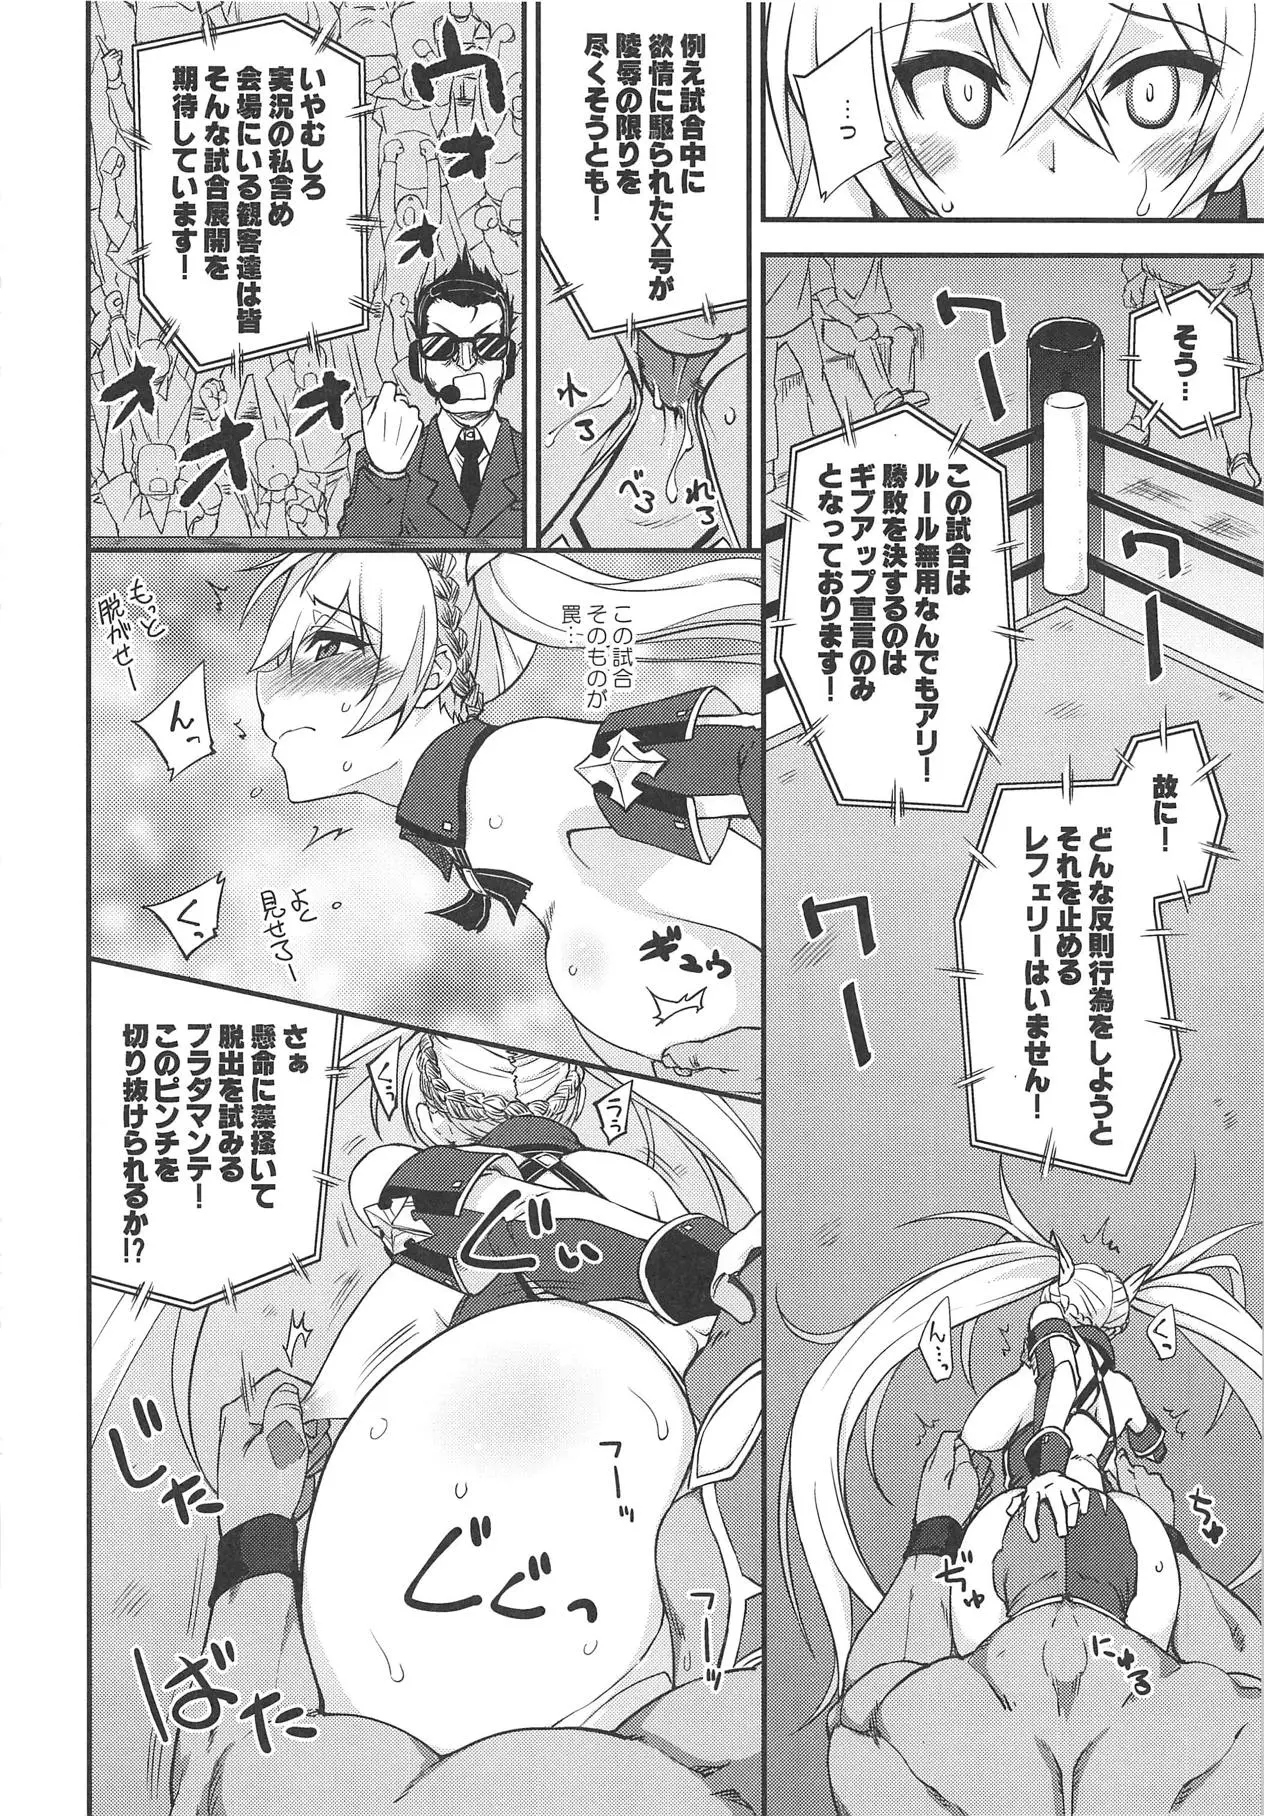 …っ
そう…
この試合は
ルール無用なんでもアリ！
勝敗を決するのは
ギブアップ宣言のみ
となっております！
ワー
故に！
どんな反則行為をしようと
それを止める
レフェリーはいません！
ワー
くっ
ん…っ
ちゅ
ぢゅ
にゅる
例え試合中に
欲情に駆られたX号が
陵辱の限りを
尽くそうとも！
れろ
べろ
れろ
いやむしろ
実況の私含め
会場にいる観客達は皆
そんな試合展開を
期待しています！
ウオオオオ
この試合
そのものが
罠…
もっと
脱がせー
んっ
くっ
よと
見せろー
ギュウ
さぁ
懸命に藻掻いて
脱出を試みる
ブラダマンテ！
このピンチを
切り抜けられるか!?
くっ
うぅ
ぐぐい
ぐぐぐっ
フーッ
フーッ
じたばた